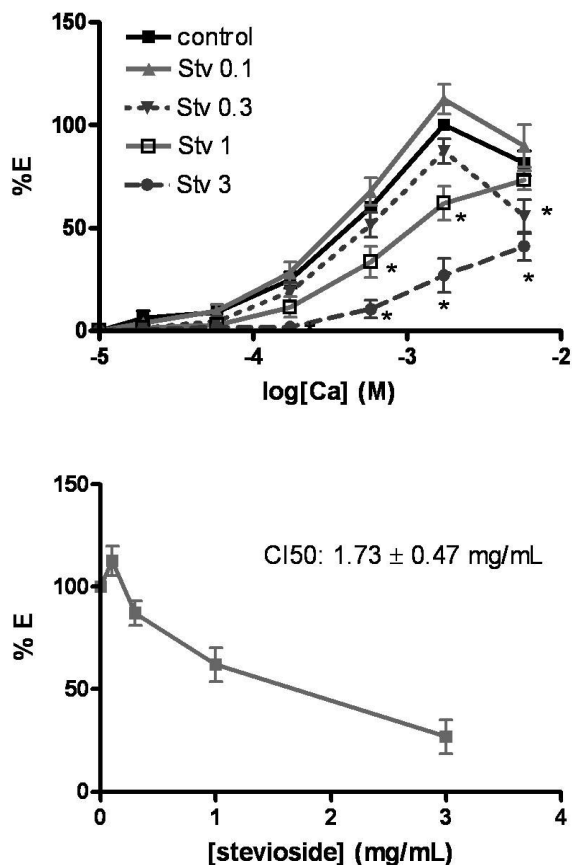 control
Stv 0.1
Stv 0.3
Stv 1
Stv 3
150
100
50
0
%E
* * * * * * *
-5 -4 -3 -2
log[Ca] (M)
150
100
50
0
% E
CI50: 1.73 ± 0.47 mg/mL
0 1 2 3 4
[stevioside] (mg/mL)